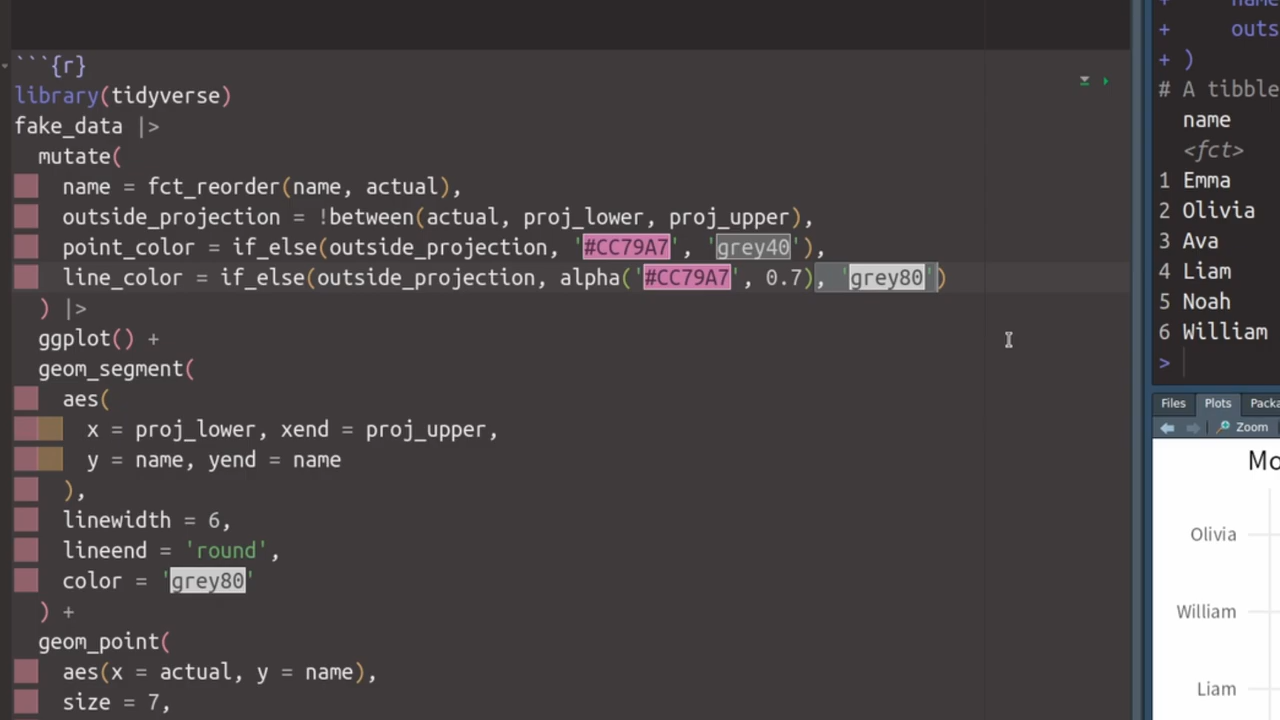 ```{r}
library(tidyverse)
fake_data |>
mutate(
name = fct_reorder(name, actual),
outside_projection = !between(actual, proj_lower, proj_upper),
point_color = if_else(outside_projection, '#CC79A7', 'grey40'),
line_color = if_else(outside_projection, alpha('#CC79A7', 0.7), 'grey80')
) |>
ggplot() +
geom_segment(
aes(
x = proj_lower, xend = proj_upper,
y = name, yend = name
),
linewidth = 6,
lineend = 'round',
color = 'grey80'
) +
geom_point(
aes(x = actual, y = name),
size = 7,
+ name
+ outs
+ )
# A tibble
name
<fct>
1 Emma
2 Olivia
3 Ava
4 Liam
5 Noah
6 William
>
Files Plots Packa
Zoom
Mo
Olivia
William
Liam